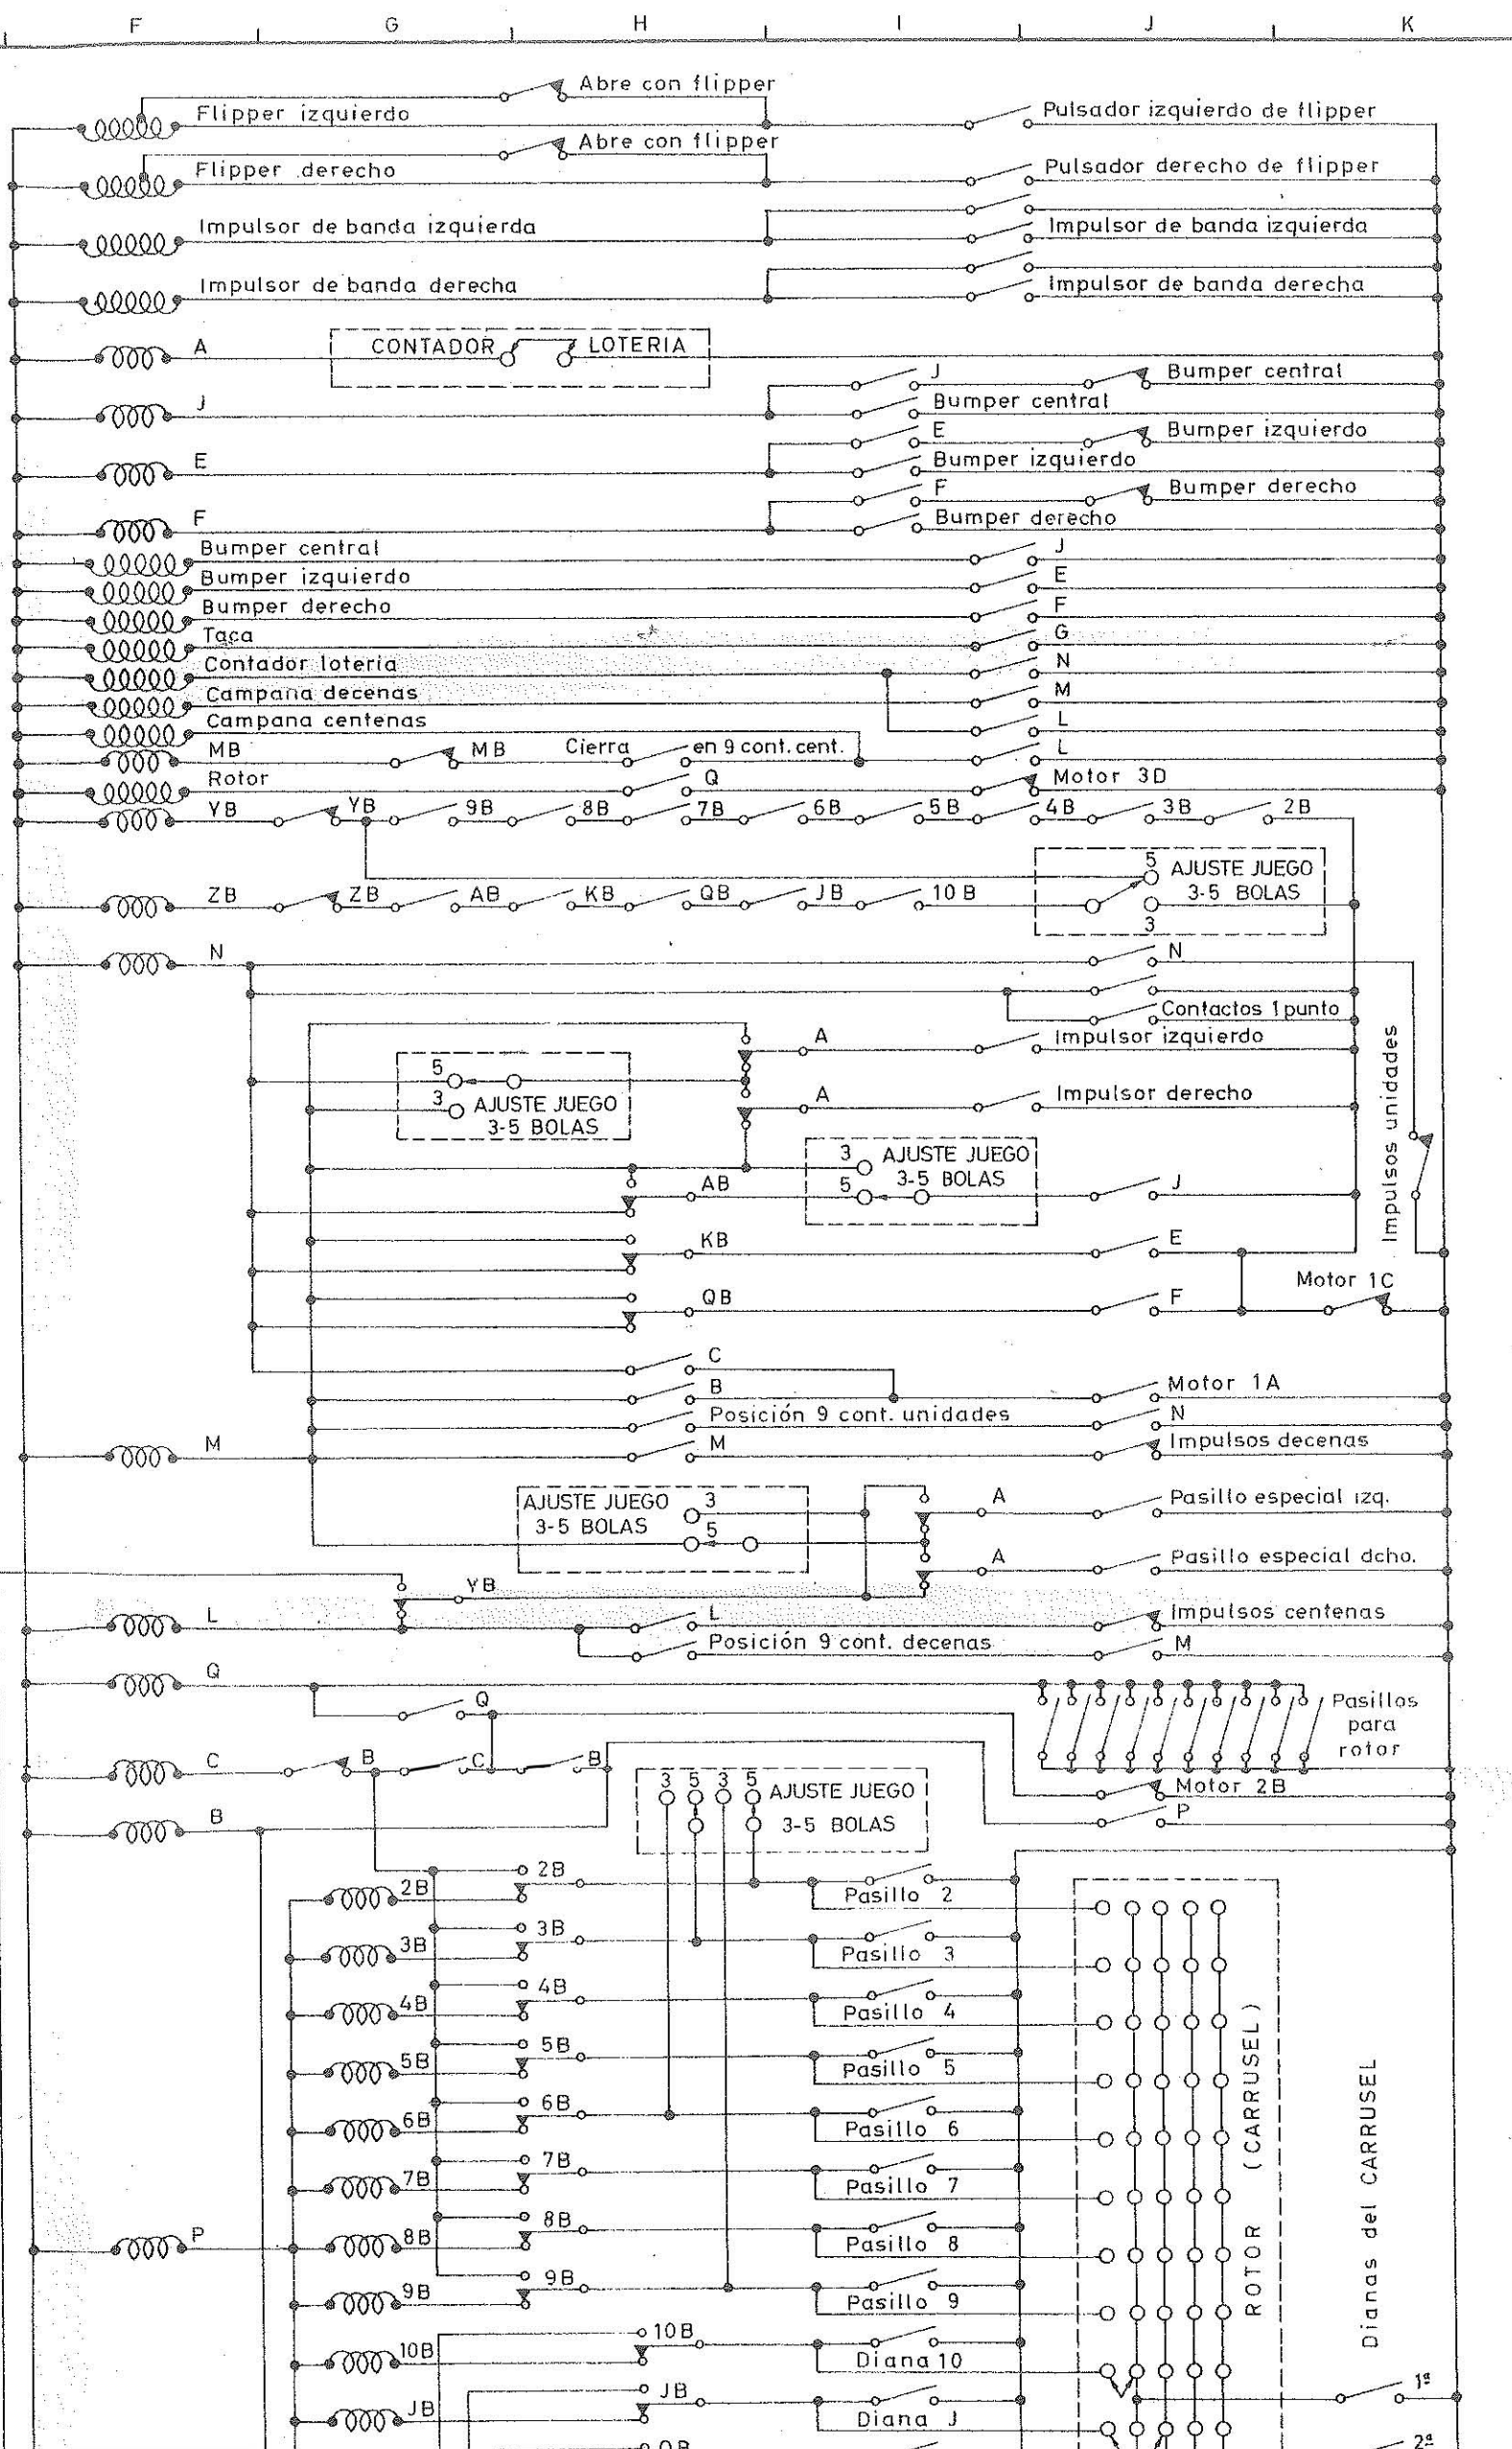 F G H I J K
Abre con flipper
Flipper izquierdo
Pulsador izquierdo de flipper
Abre con flipper
Flipper derecho
Pulsador derecho de flipper
Impulsor de banda izquierda
Impulsor de banda izquierda
Impulsor de banda derecha
Impulsor de banda derecha
A
CONTADOR LOTERIA
J Bumper central
J
Bumper central
E Bumper izquierdo
E
Bumper izquierdo
F Bumper derecho
F
Bumper derecho
Bumper central J
Bumper izquierdo E
Bumper derecho F
Taca G
Contador loteria N
Campana decenas M
Campana centenas L
MB MB Cierra en 9 cont. cent. L
Rotor Q Motor 3D
YB YB 9B 8B 7B 6B 5B 4B 3B 2B
5 AJUSTE JUEGO
3-5 BOLAS
3
ZB ZB AB KB QB JB 10B
N N
Contactos 1 punto
A Impulsor izquierdo
5
3 AJUSTE JUEGO
3-5 BOLAS
A Impulsor derecho
Impulsos unidades
3 AJUSTE JUEGO
5 3-5 BOLAS
AB J
KB E
QB F
Motor 1C
C
B Motor 1A
Posición 9 cont. unidades N
M M Impulsos decenas
AJUSTE JUEGO 3
3-5 BOLAS 5
A Pasillo especial izq.
A Pasillo especial dcho.
YB
L L Impulsos centenas
Posición 9 cont. decenas M
Q
Q
Pasillos
para
rotor
C B C B
3 5 3 5 AJUSTE JUEGO
3-5 BOLAS
Motor 2B
P
B
2B 2B Pasillo 2
3B 3B Pasillo 3
4B 4B Pasillo 4
5B 5B Pasillo 5
6B 6B Pasillo 6
7B 7B Pasillo 7
P 8B 8B Pasillo 8
9B 9B Pasillo 9
10B 10B Diana 10
JB JB Diana J
QB
ROTOR (CARRUSEL)
Dianas del CARRUSEL
1ª
2ª